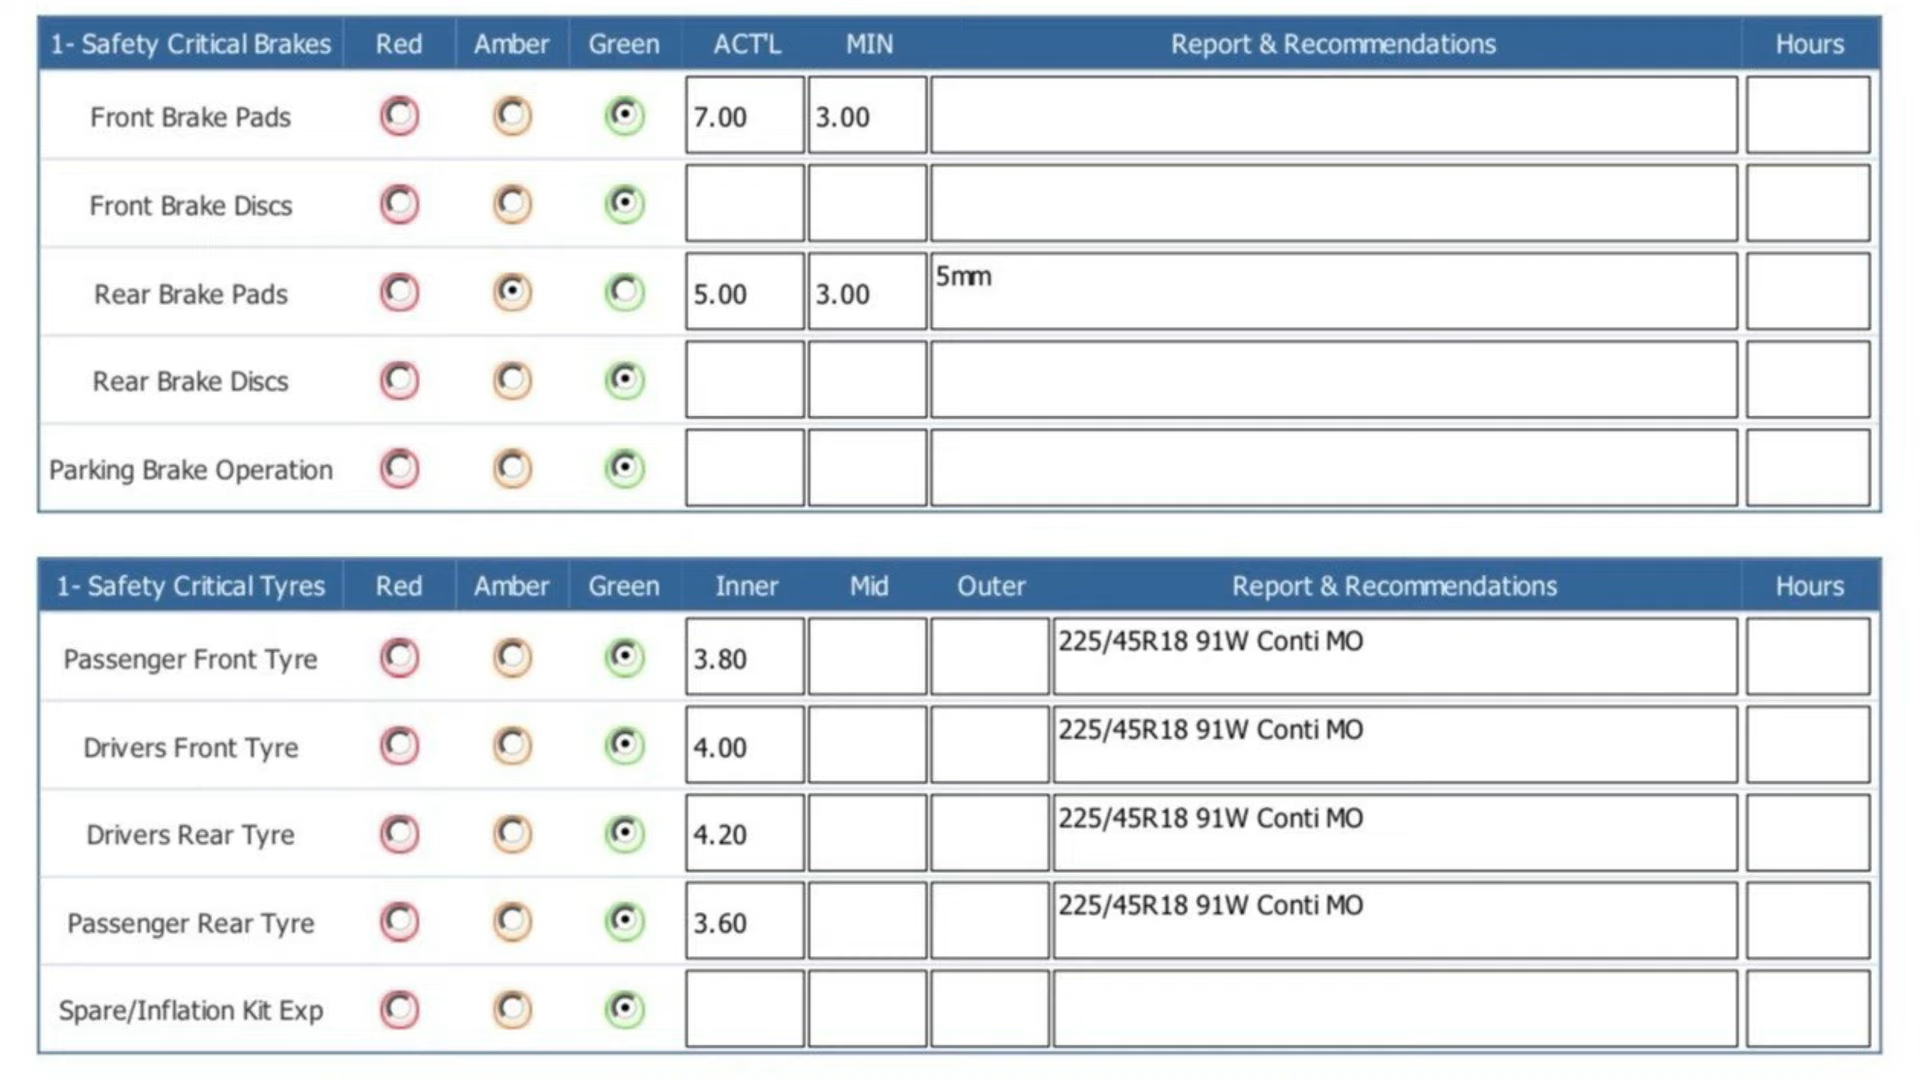 1- Safety Critical Brakes Red Amber Green ACT'L MIN Report & Recommendations Hours
Front Brake Pads 7.00 3.00
Front Brake Discs
Rear Brake Pads 5.00 3.00 5mm
Rear Brake Discs
Parking Brake Operation
1- Safety Critical Tyres Red Amber Green Inner Mid Outer Report & Recommendations Hours
Passenger Front Tyre 3.80 225/45R18 91W Conti MO
Drivers Front Tyre 4.00 225/45R18 91W Conti MO
Drivers Rear Tyre 4.20 225/45R18 91W Conti MO
Passenger Rear Tyre 3.60 225/45R18 91W Conti MO
Spare/Inflation Kit Exp